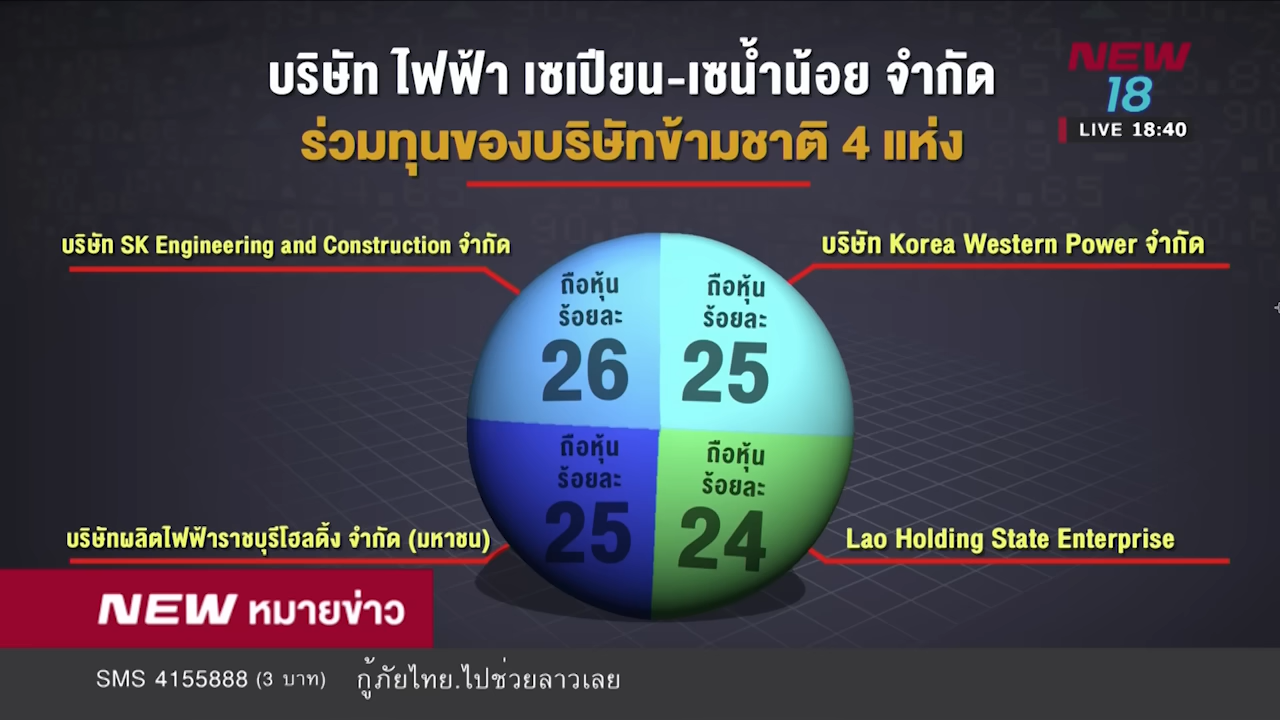 บริษัท ไฟฟ้า เซเปียน-เซน้ำน้อย จำกัด
ร่วมทุนของบริษัทข้ามชาติ 4 แห่ง
NEW
18
LIVE 18:40
บริษัท SK Engineering and Construction จำกัด
บริษัท Korea Western Power จำกัด
ถือหุ้น
ร้อยละ
26
ถือหุ้น
ร้อยละ
25
ถือหุ้น
ร้อยละ
25
ถือหุ้น
ร้อยละ
24
บริษัทผลิตไฟฟ้าราชบุรีโฮลดิ้ง จำกัด (มหาชน)
Lao Holding State Enterprise
NEW หมายข่าว
SMS 4155888 (3 บาท) กู้ภัยไทย.ไปช่วยลาวเลย